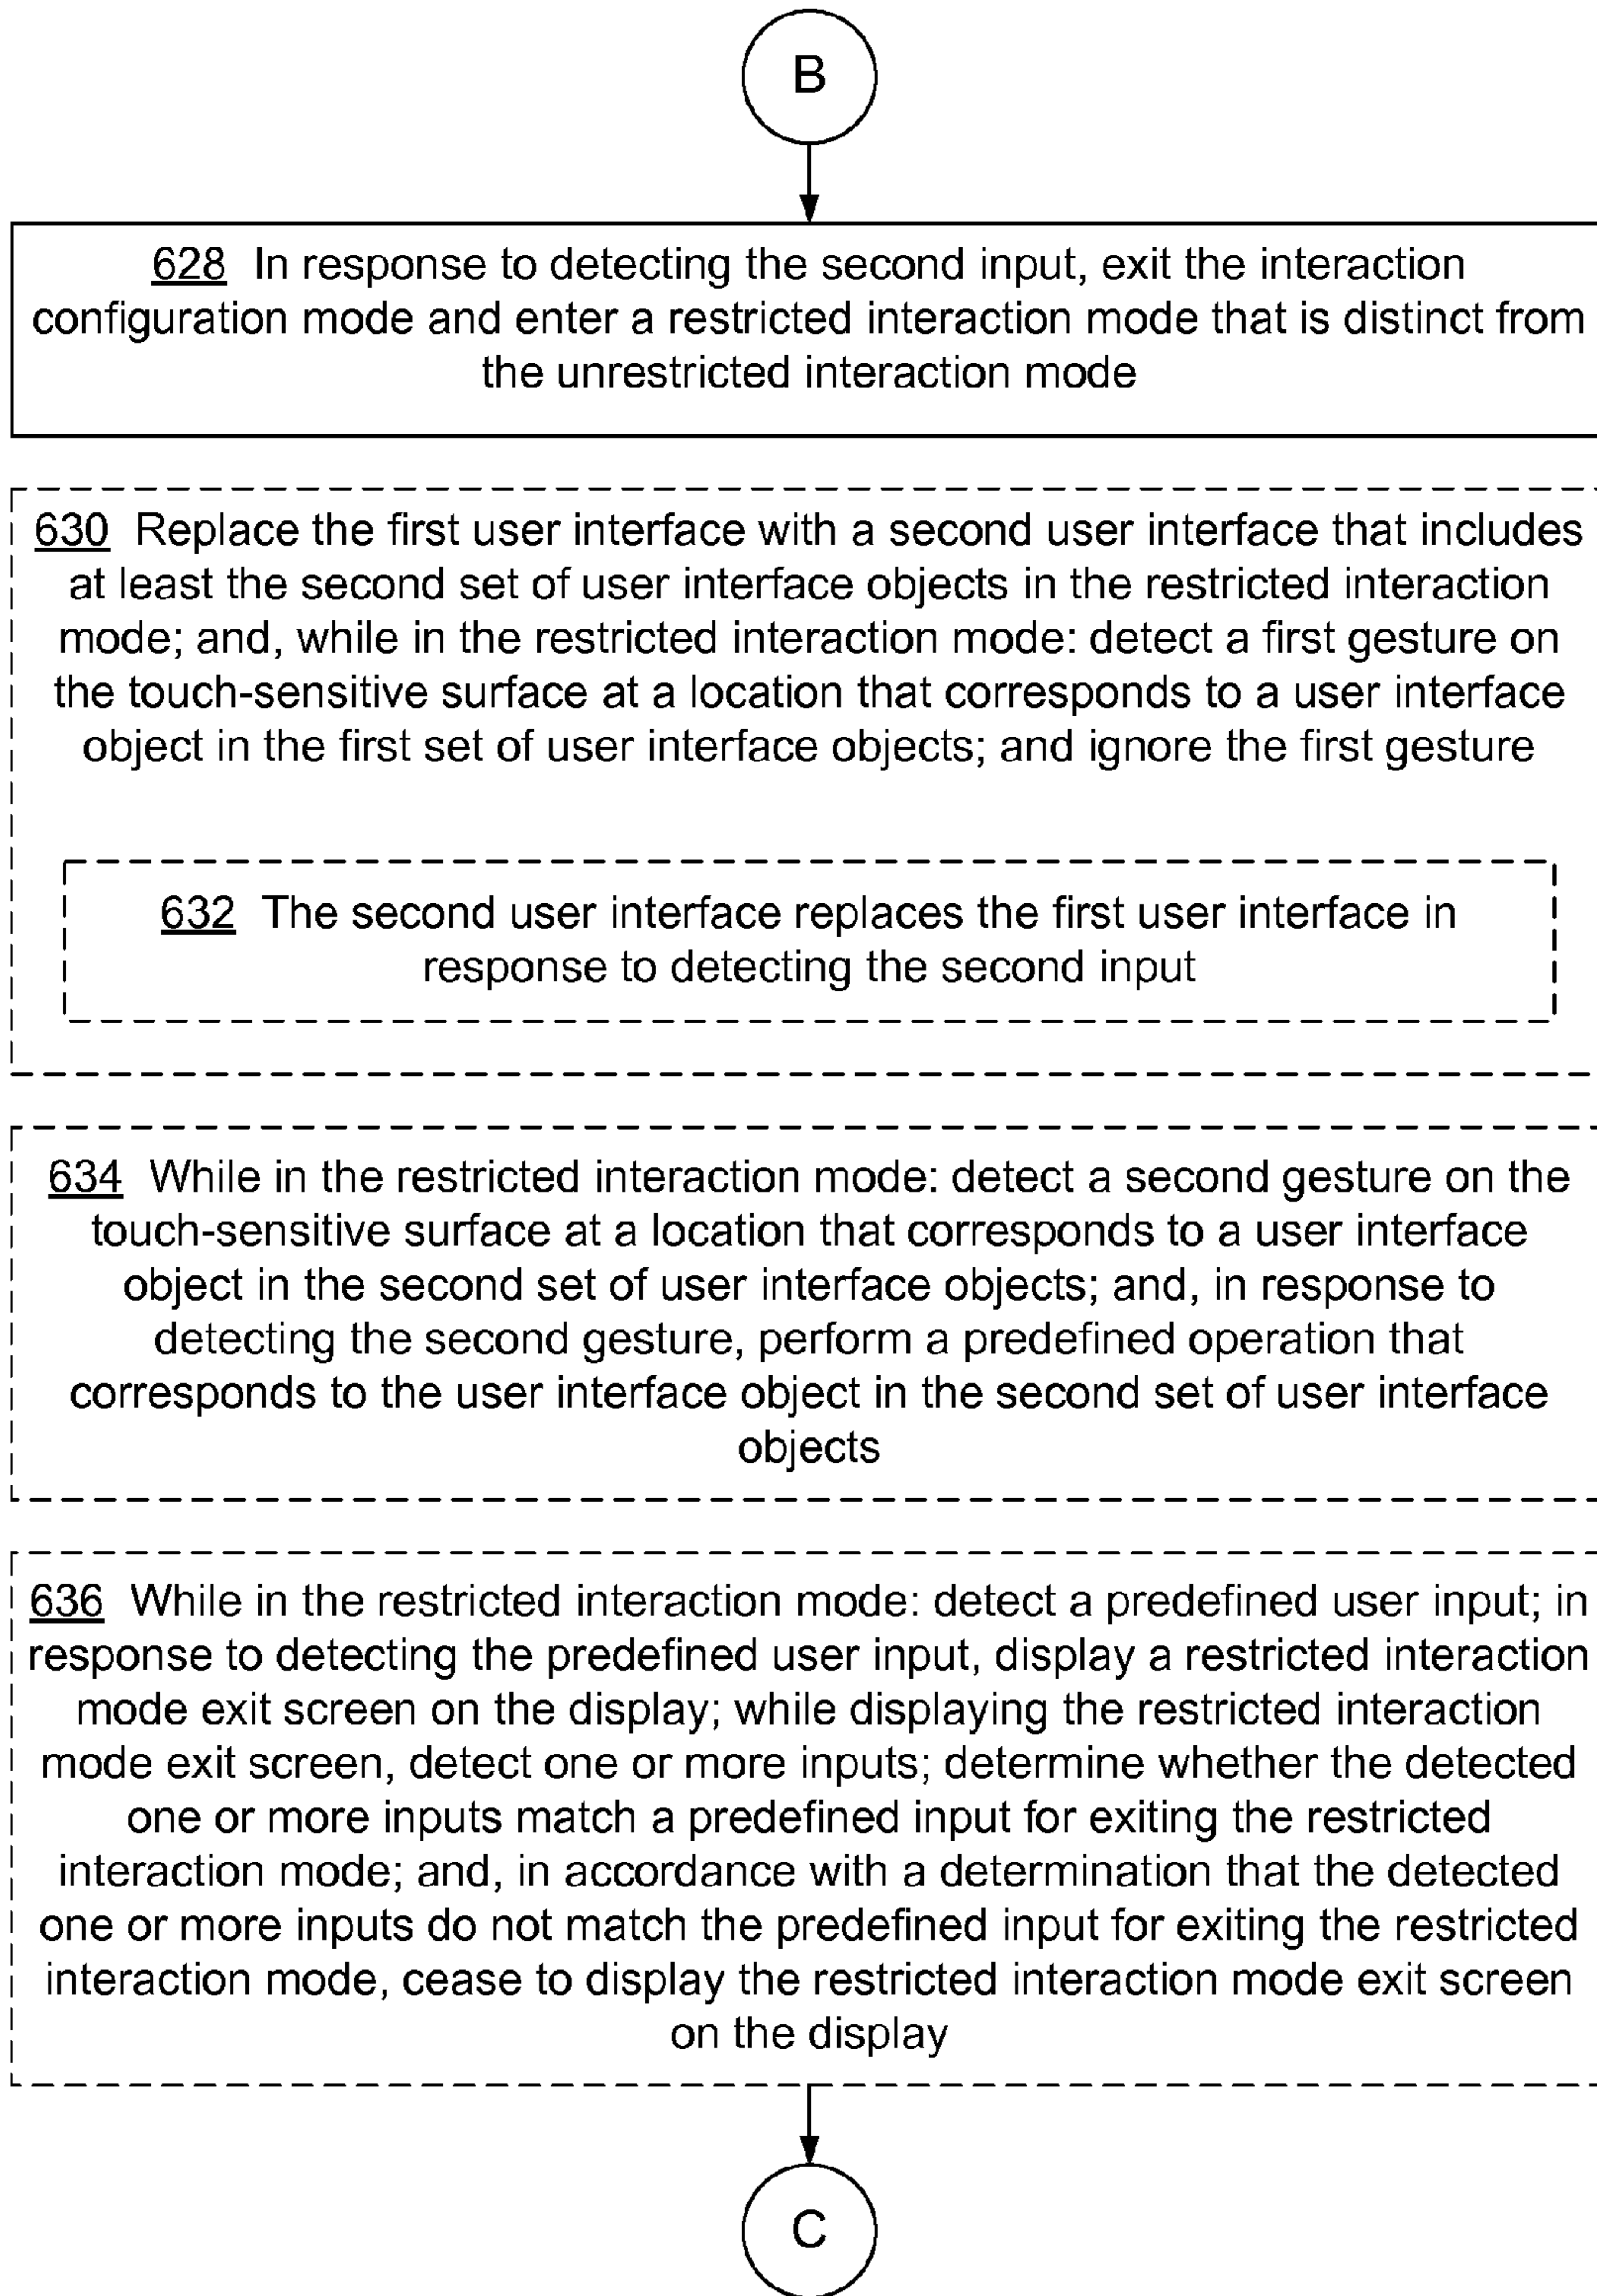 B
628 In response to detecting the second input, exit the interaction
configuration mode and enter a restricted interaction mode that is distinct from
the unrestricted interaction mode
630 Replace the first user interface with a second user interface that includes
at least the second set of user interface objects in the restricted interaction
mode; and, while in the restricted interaction mode: detect a first gesture on
the touch-sensitive surface at a location that corresponds to a user interface
object in the first set of user interface objects; and ignore the first gesture
632 The second user interface replaces the first user interface in
response to detecting the second input
634 While in the restricted interaction mode: detect a second gesture on the
touch-sensitive surface at a location that corresponds to a user interface
object in the second set of user interface objects; and, in response to
detecting the second gesture, perform a predefined operation that
corresponds to the user interface object in the second set of user interface
objects
636 While in the restricted interaction mode: detect a predefined user input; in
response to detecting the predefined user input, display a restricted interaction
mode exit screen on the display; while displaying the restricted interaction
mode exit screen, detect one or more inputs; determine whether the detected
one or more inputs match a predefined input for exiting the restricted
interaction mode; and, in accordance with a determination that the detected
one or more inputs do not match the predefined input for exiting the restricted
interaction mode, cease to display the restricted interaction mode exit screen
on the display
C